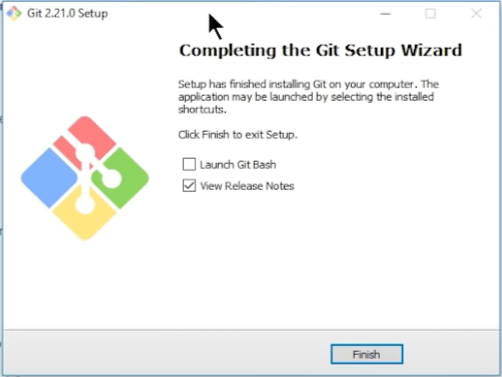 Git 2.21.0 Setup
Completing the Git Setup Wizard
Setup has finished installing Git on your computer. The
application may be launched by selecting the installed
shortcuts.
Click Finish to exit Setup.
Launch Git Bash
View Release Notes
Finish